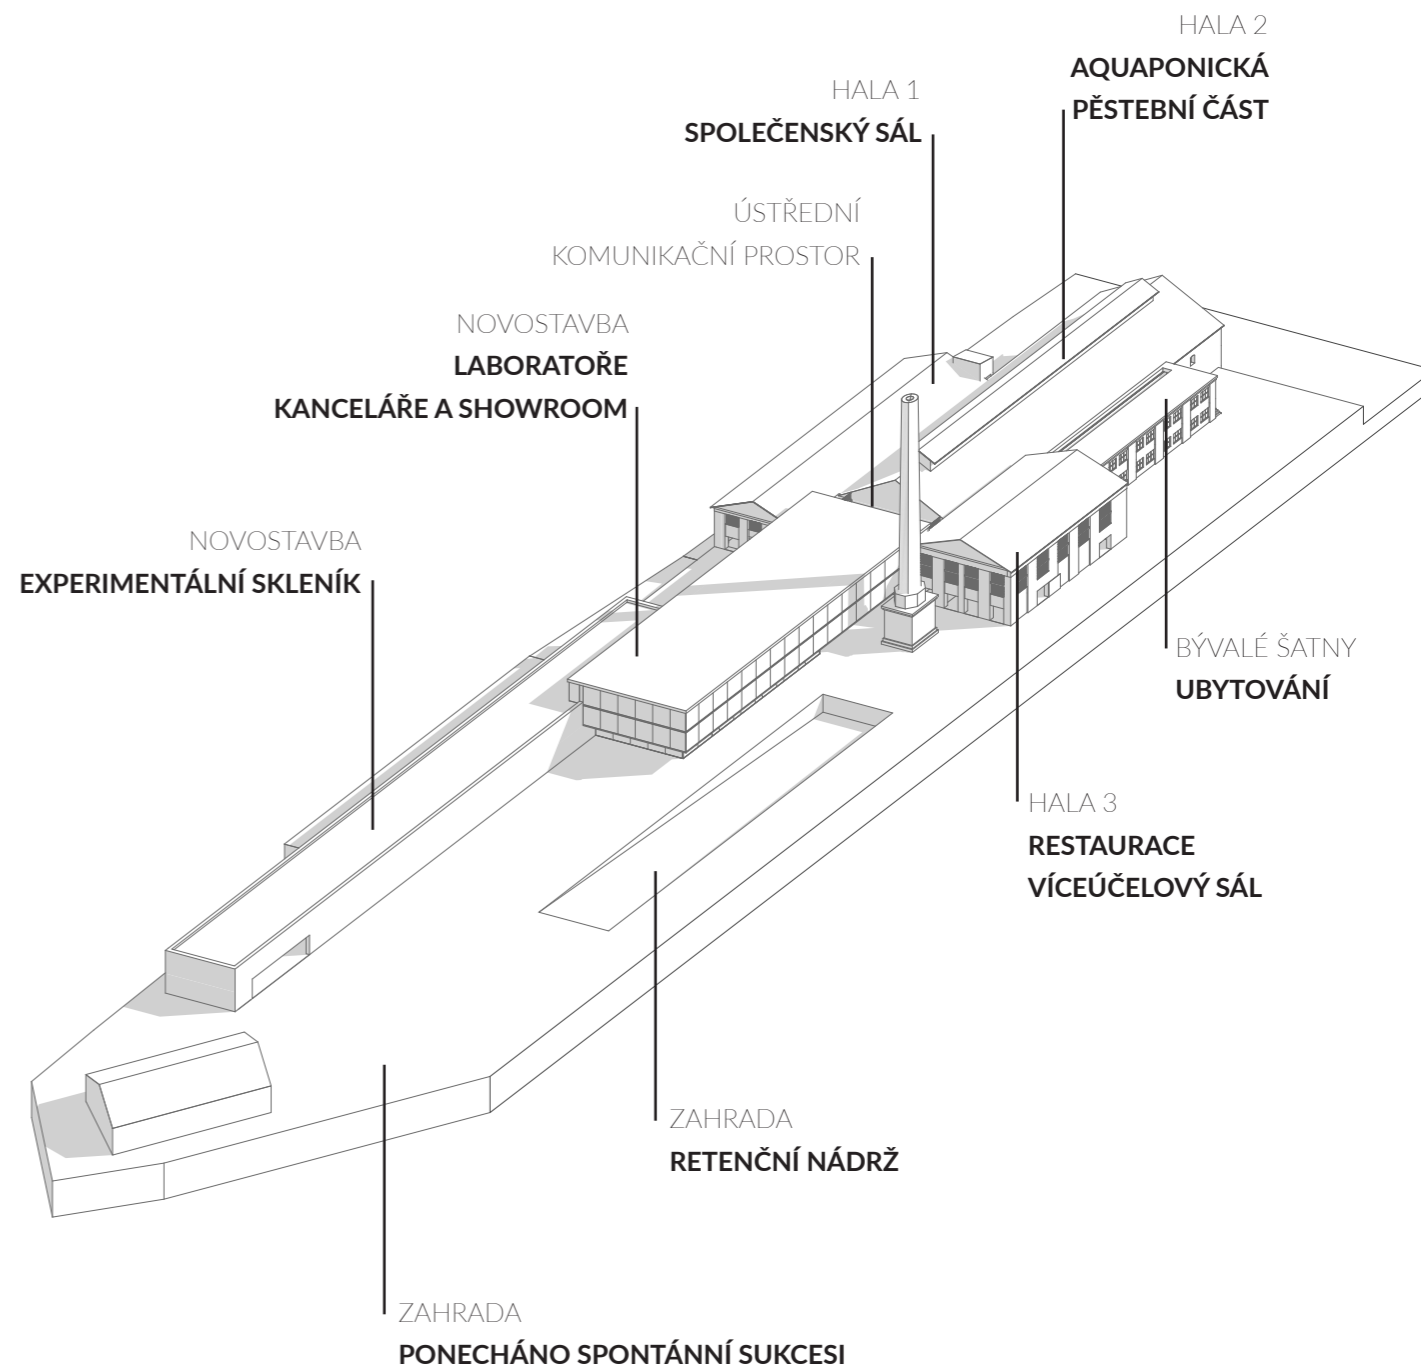 HALA 2
AQUAPONICKÁ
PĚSTEBNÍ ČÁST
HALA 1
SPOLEČENSKÝ SÁL
ÚSTŘEDNÍ
KOMUNIKAČNÍ PROSTOR
NOVOSTAVBA
LABORATOŘE
KANCELÁŘE A SHOWROOM
NOVOSTAVBA
EXPERIMENTÁLNÍ SKLENÍK
BÝVALÉ ŠATNY
UBYTOVÁNÍ
HALA 3
RESTAURACE
VÍCEÚČELOVÝ SÁL
ZAHRADA
RETENČNÍ NÁDRŽ
ZAHRADA
PONECHÁNO SPONTÁNNÍ SUKCESI